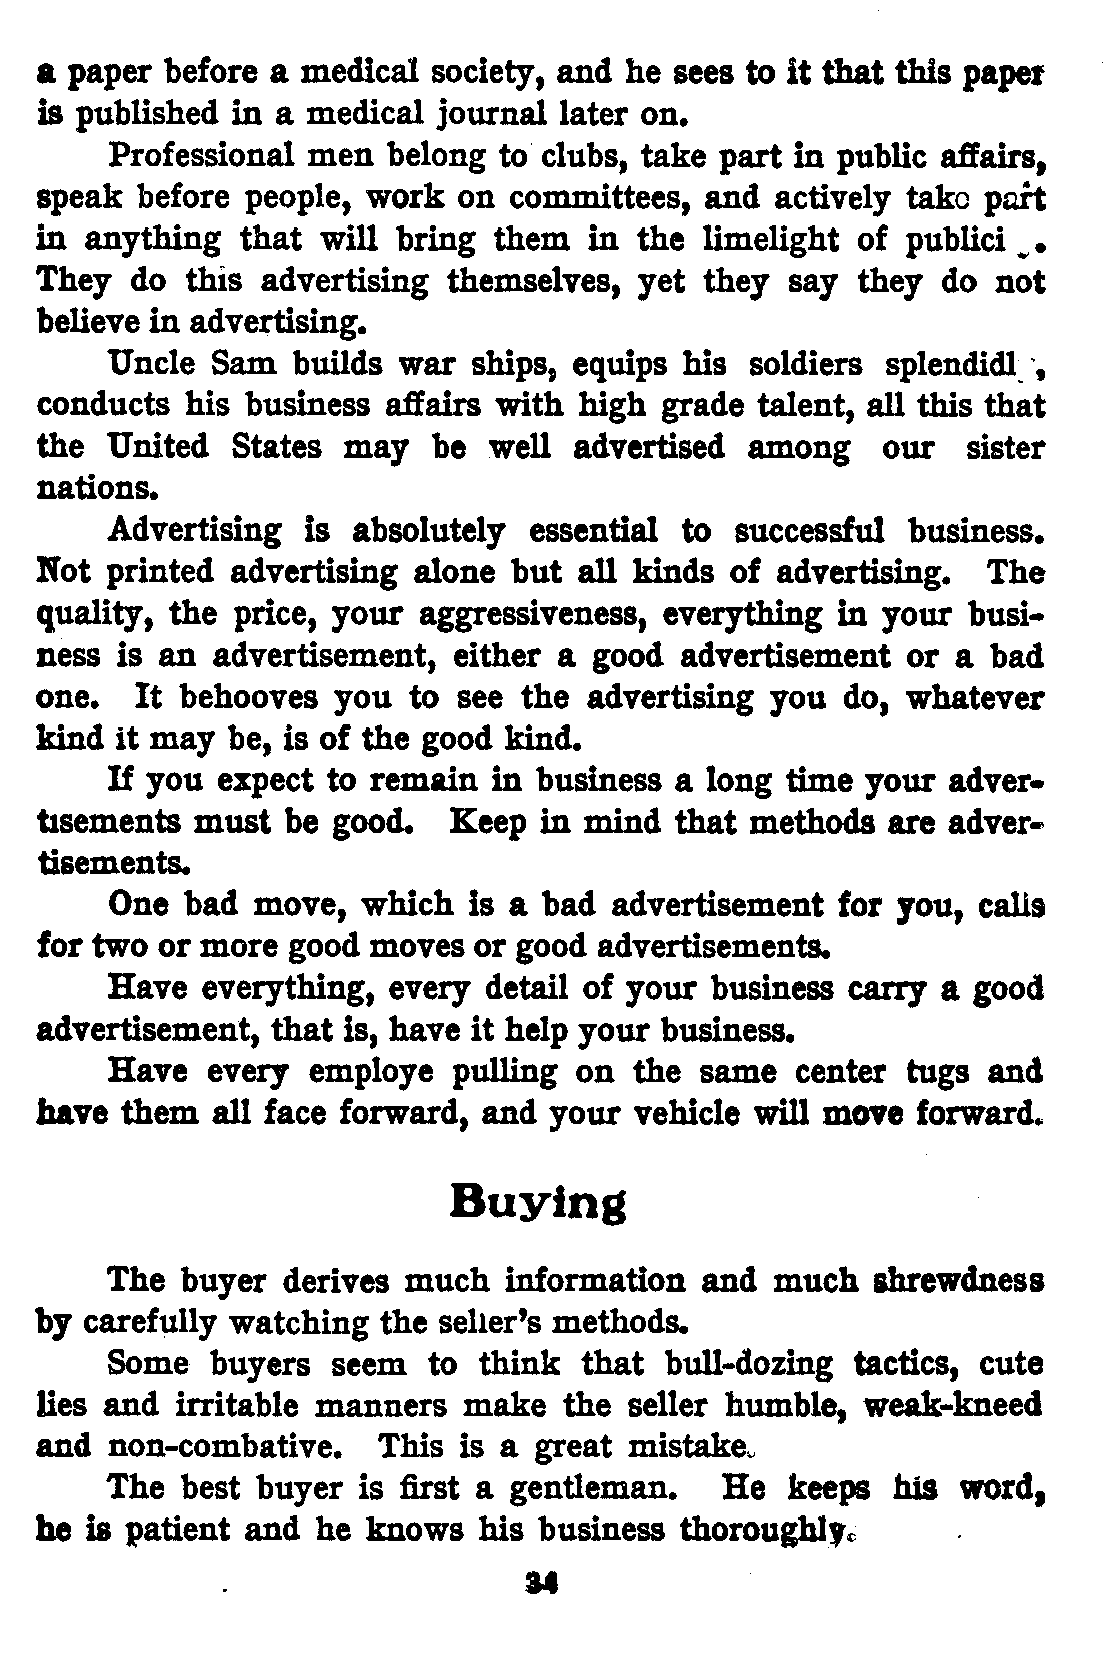 a paper before a medical society, and he sees to it that this paper
is published in a medical journal later on.
Professional men belong to clubs, take part in public affairs,
speak before people, work on committees, and actively take part
in anything that will bring them in the limelight of publici .
They do this advertising themselves, yet they say they do not
believe in advertising.
Uncle Sam builds war ships, equips his soldiers splendidl ,
conducts his business affairs with high grade talent, all this that
the United States may be well advertised among our sister
nations.
Advertising is absolutely essential to successful business.
Not printed advertising alone but all kinds of advertising. The
quality, the price, your aggressiveness, everything in your busi-
ness is an advertisement, either a good advertisement or a bad
one. It behooves you to see the advertising you do, whatever
kind it may be, is of the good kind.
If you expect to remain in business a long time your adver-
tisements must be good. Keep in mind that methods are adver-
tisements.
One bad move, which is a bad advertisement for you, calls
for two or more good moves or good advertisements.
Have everything, every detail of your business carry a good
advertisement, that is, have it help your business.
Have every employe pulling on the same center tugs and
have them all face forward, and your vehicle will move forward.
Buying
The buyer derives much information and much shrewdness
by carefully watching the seller's methods.
Some buyers seem to think that bull-dozing tactics, cute
lies and irritable manners make the seller humble, weak-kneed
and non-combative. This is a great mistake.
The best buyer is first a gentleman. He keeps his word,
he is patient and he knows his business thoroughly.
34